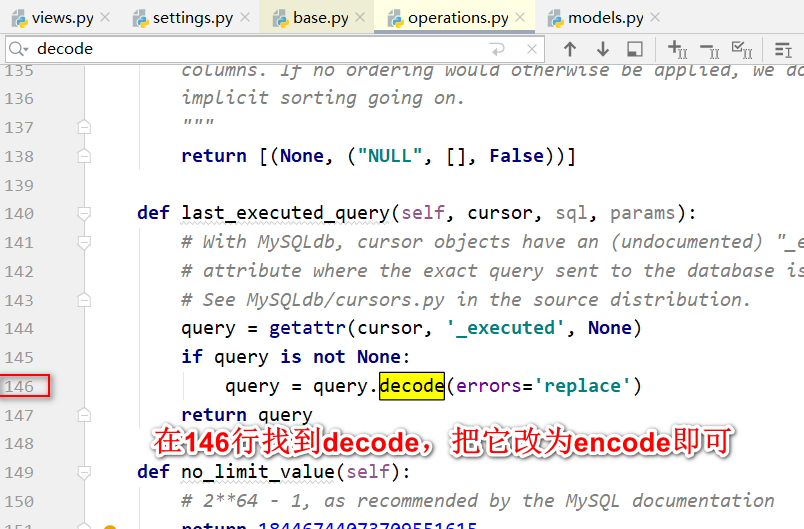 views.py settings.py base.py operations.py models.py
decode
135 columns. If no ordering would otherwise be applied, we do
136 implicit sorting going on.
137 """
138 return [(None, ("NULL", [], False))]
139
140 def last_executed_query(self, cursor, sql, params):
141 # With MySQLdb, cursor objects have an (undocumented) "_e
142 # attribute where the exact query sent to the database is
143 # See MySQLdb/cursors.py in the source distribution.
144 query = getattr(cursor, '_executed', None)
145 if query is not None:
146 query = query.decode(errors='replace')
147 return query
在146行找到decode，把它改为encode即可
148
149 def no_limit_value(self):
150 # 2**64 - 1, as recommended by the MySQL documentation
151 return 18446744073709551615